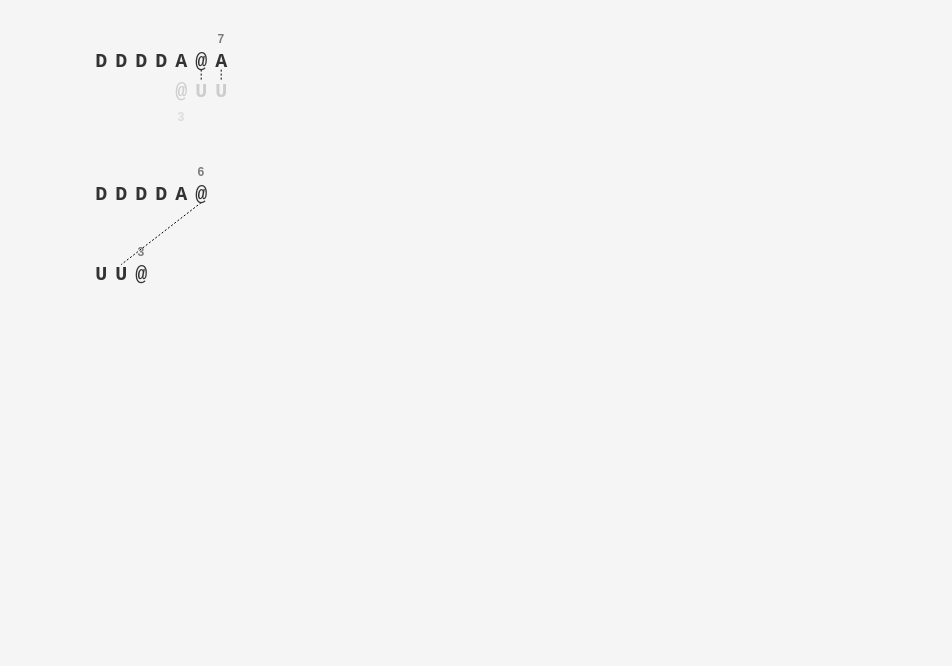 7
D D D D A @ A
@ U U
3
6
D D D D A @
3
U U @